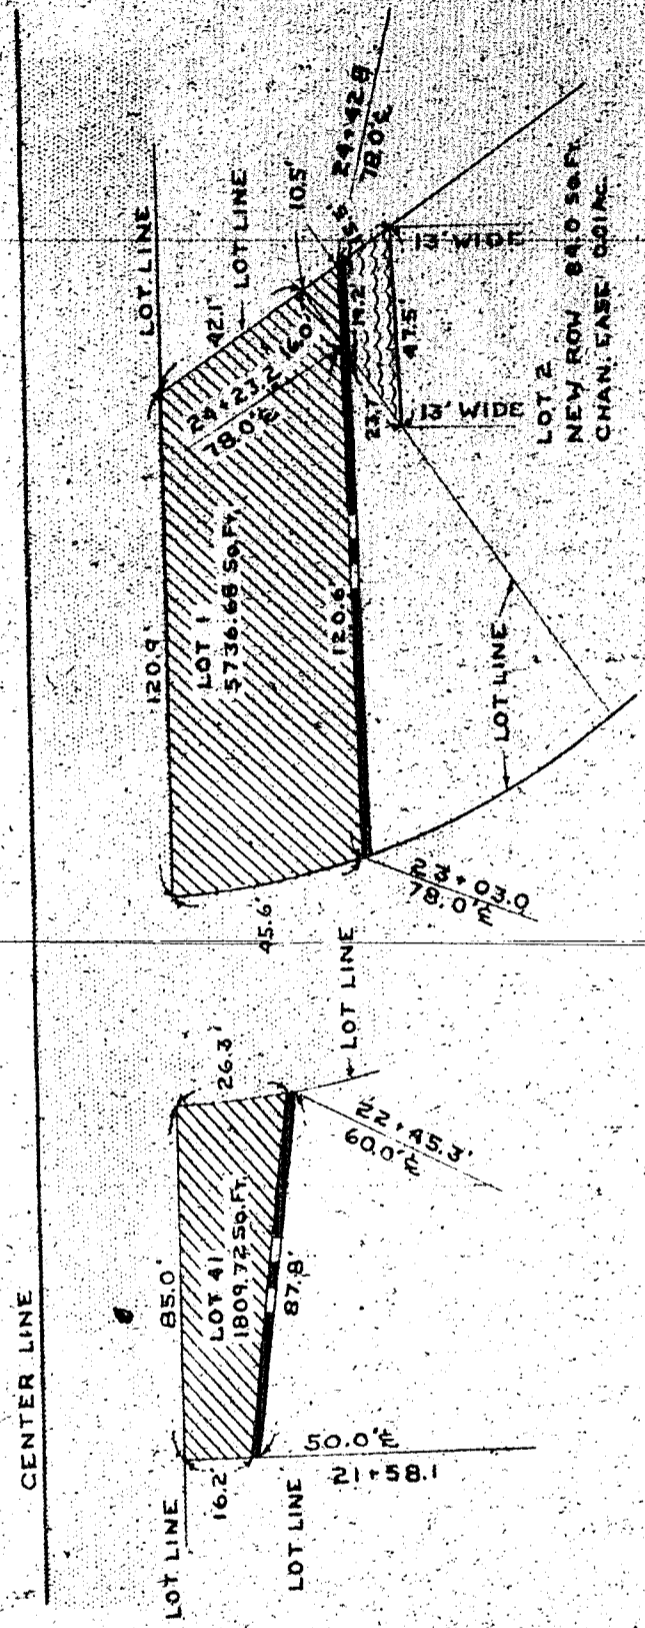 CENTER LINE
LOT LINE
16.2'
LOT LINE
85.0'
LOT 41
1809.72 Sq.Ft.
87.8'
26.3'
50.0'
21+58.1
22+45.3'
60.0'
LOT LINE
45.6'
120.9'
LOT 1
5736.68 Sq.Ft.
120.6'
23+03.0
78.0'
LOT LINE
LOT LINE
42.1'
LOT LINE
10.5'
24+23.2
78.0'
24+42.8
78.0'
19.2'
23.7
47.5'
13' WIDE
13' WIDE
LOT 2
NEW ROW 84.0 Sq.Ft.
CHAN. EASE. 0.01 AC.